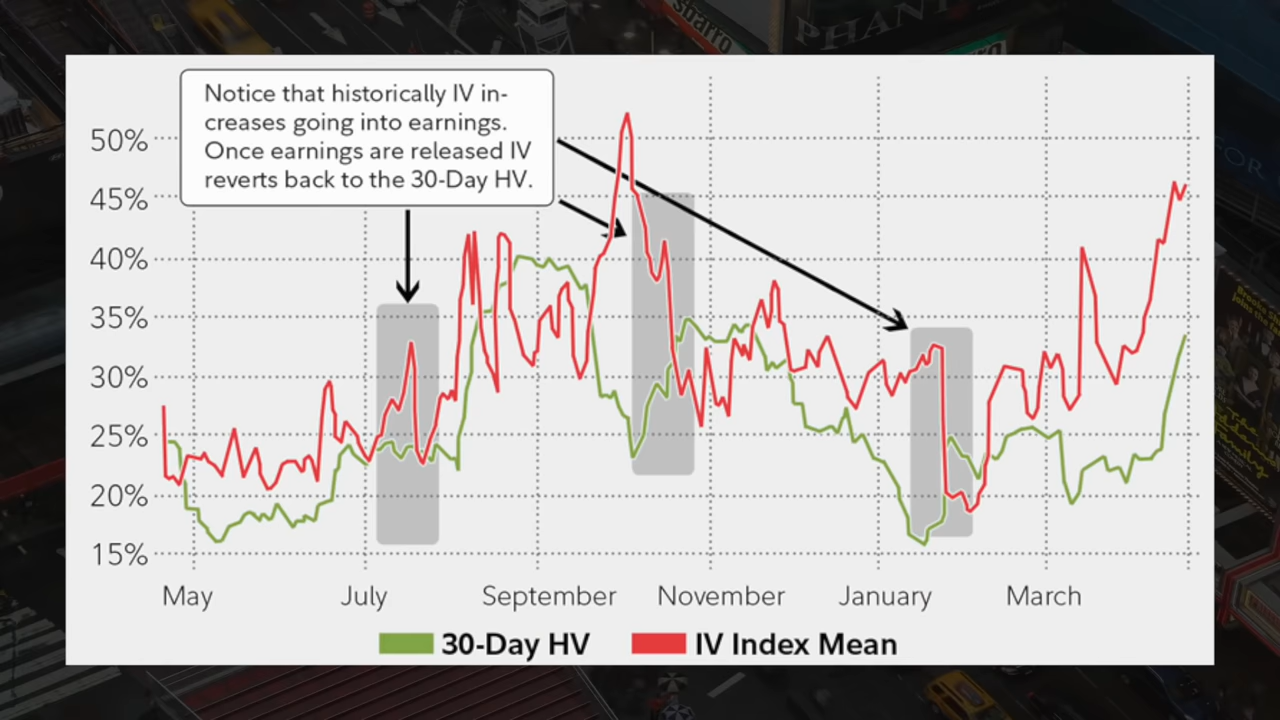 sbarro
PHANT
Notice that historically IV in-
creases going into earnings.
Once earnings are released IV
reverts back to the 30-Day HV.
50%
45%
40%
35%
30%
25%
20%
15%
May July September November January March
30-Day HV IV Index Mean